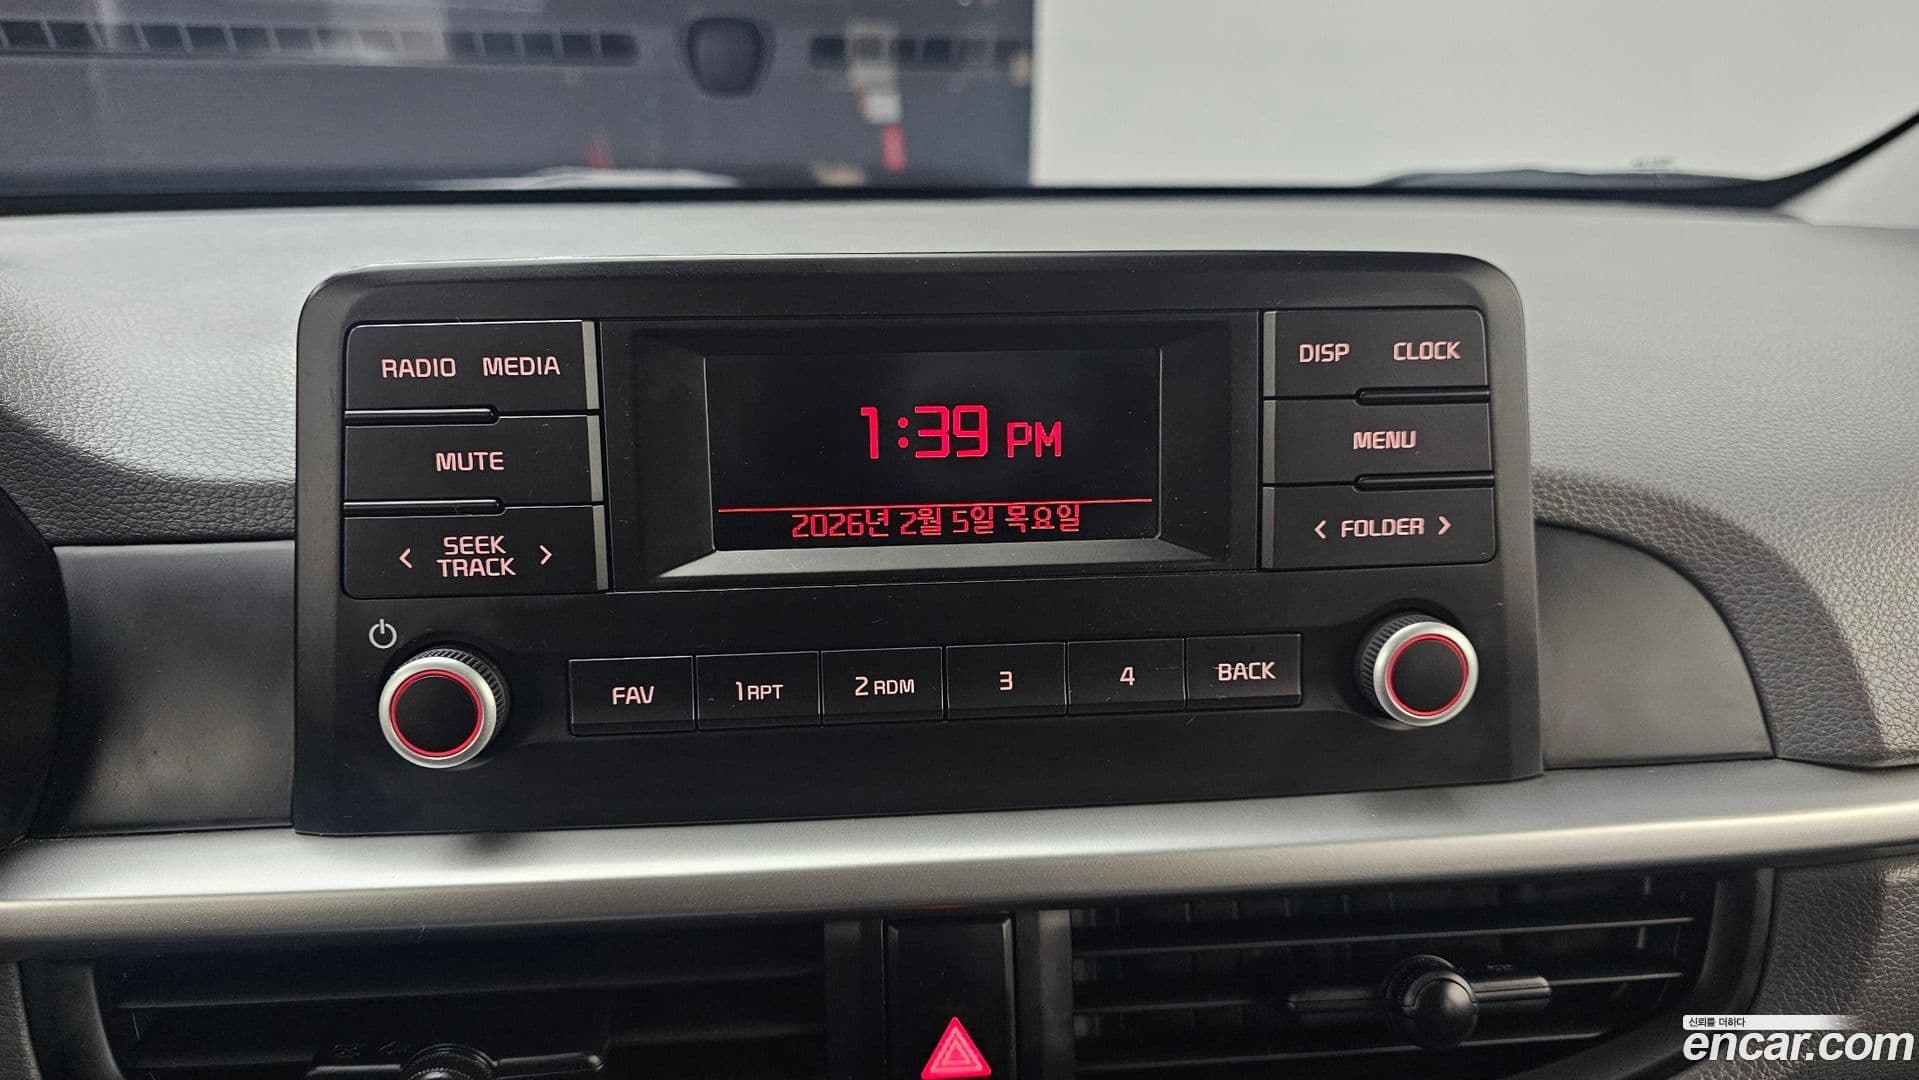 RADIO MEDIA
MUTE
< SEEK TRACK >
1:39 PM
2026년 2월 5일 목요일
DISP CLOCK
MENU
< FOLDER >
FAV 1 RPT 2 RDM 3 4 BACK
신뢰를 더하다
encar.com